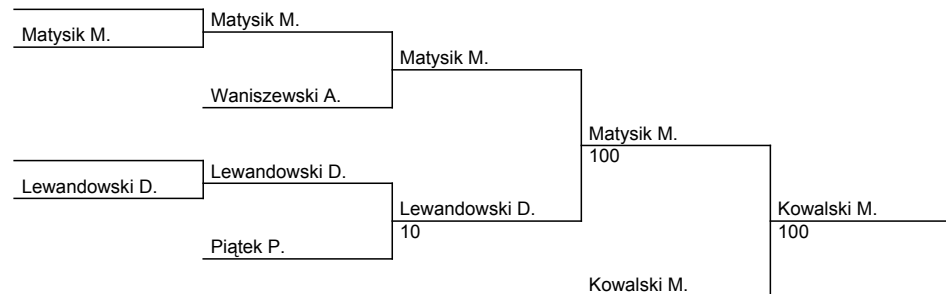 Matysik M.
Matysik M.
Matysik M.
Waniszewski A.
Matysik M.
100
Lewandowski D.
Lewandowski D.
Lewandowski D.
10
Kowalski M.
100
Piątek P.
Kowalski M.